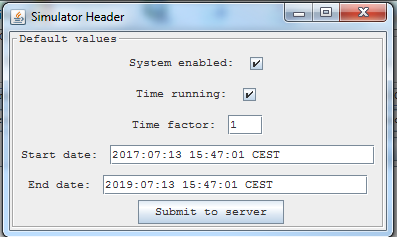 Simulator Header
Default values
System enabled:
Time running:
Time factor: 1
Start date: 2017:07:13 15:47:01 CEST
End date: 2019:07:13 15:47:01 CEST
Submit to server